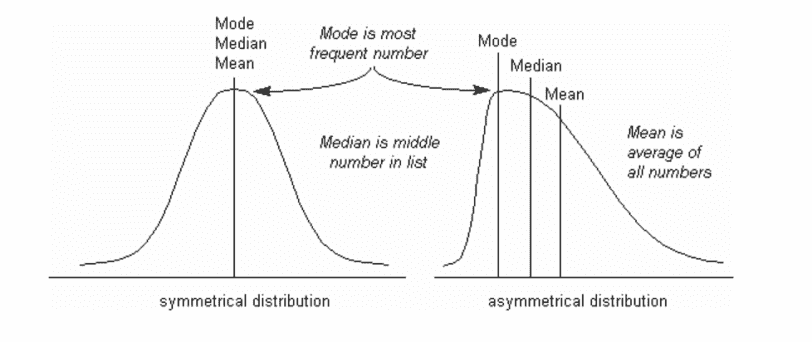 Mode
Median
Mean
Mode is most
frequent number
Median is middle
number in list
symmetrical distribution
Mode
Median
Mean
Mean is
average of
all numbers
asymmetrical distribution